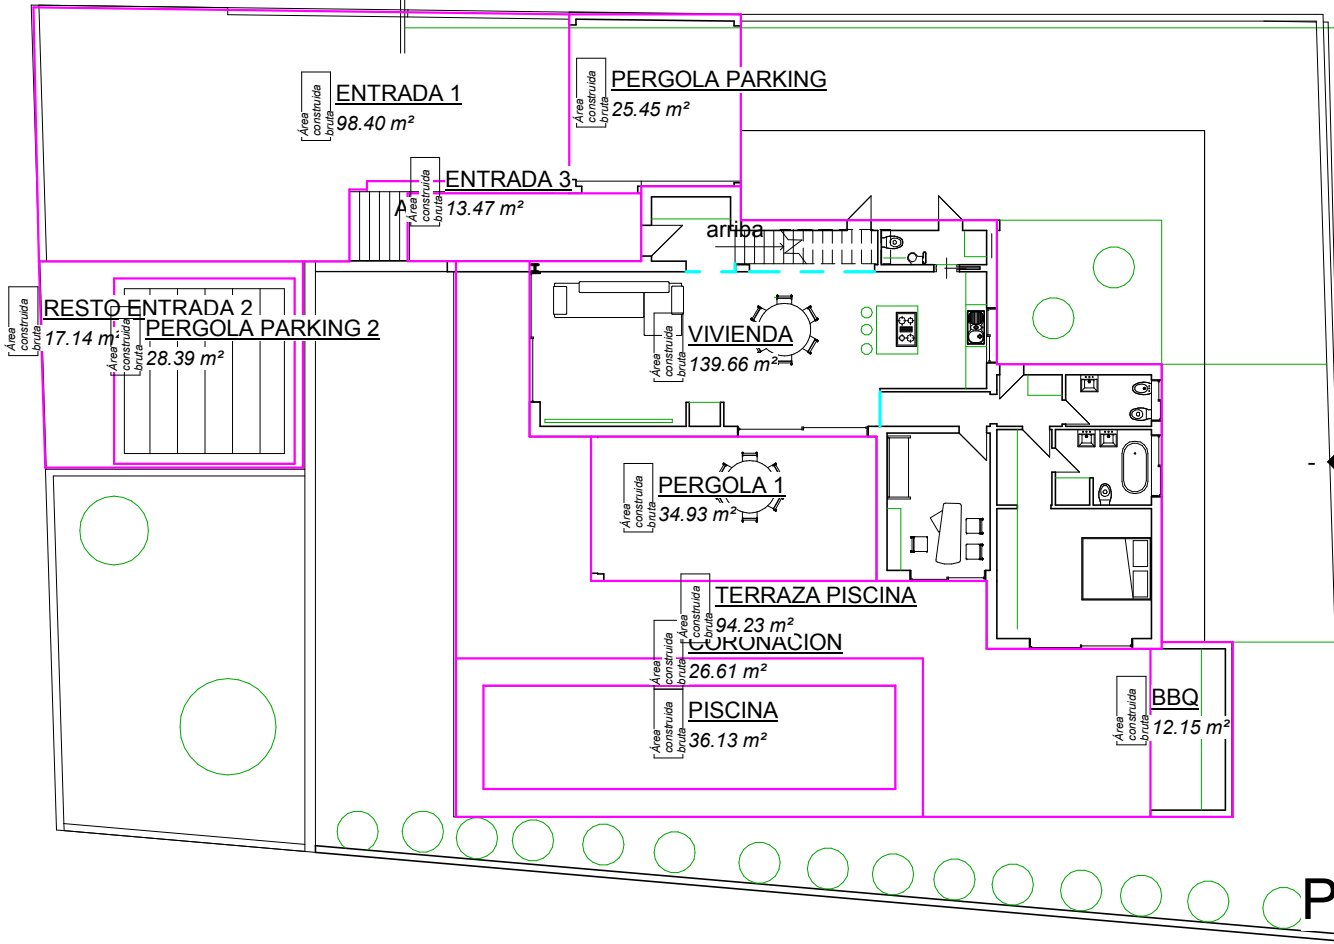 Área
construida
bruta
ENTRADA 1
98.40 m²
Área
construida
bruta
PERGOLA PARKING
25.45 m²
Área
construida
bruta
ENTRADA 3
13.47 m²
A
arriba
Área
construida
bruta
RESTO ENTRADA 2
17.14 m²
Área
construida
bruta
PERGOLA PARKING 2
28.39 m²
Área
construida
bruta
VIVIENDA
139.66 m²
Área
construida
bruta
PERGOLA 1
34.93 m²
Área
construida
bruta
TERRAZA PISCINA
94.23 m²
Área
construida
bruta
CORONACION
26.61 m²
Área
construida
bruta
PISCINA
36.13 m²
Área
construida
bruta
BBQ
12.15 m²
-
P